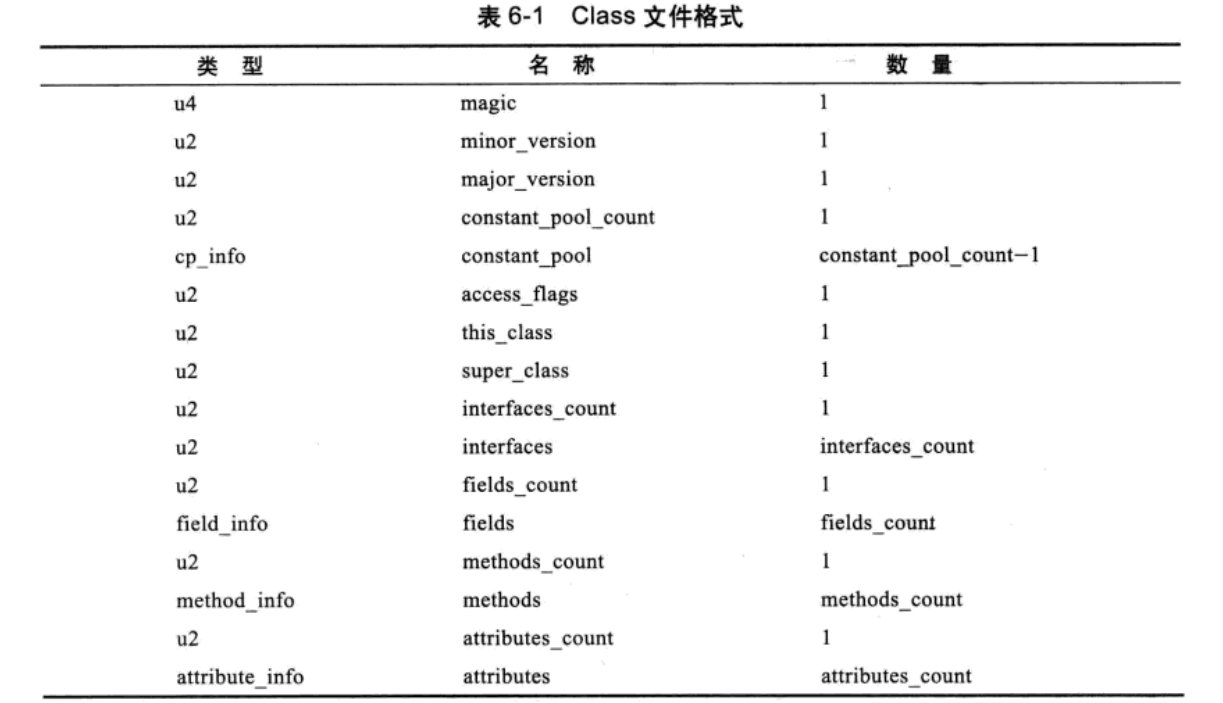 表 6-1 Class 文件格式
类 型 名 称 数 量
u4 magic 1
u2 minor_version 1
u2 major_version 1
u2 constant_pool_count 1
cp_info constant_pool constant_pool_count-1
u2 access_flags 1
u2 this_class 1
u2 super_class 1
u2 interfaces_count 1
u2 interfaces interfaces_count
u2 fields_count 1
field_info fields fields_count
u2 methods_count 1
method_info methods methods_count
u2 attributes_count 1
attribute_info attributes attributes_count